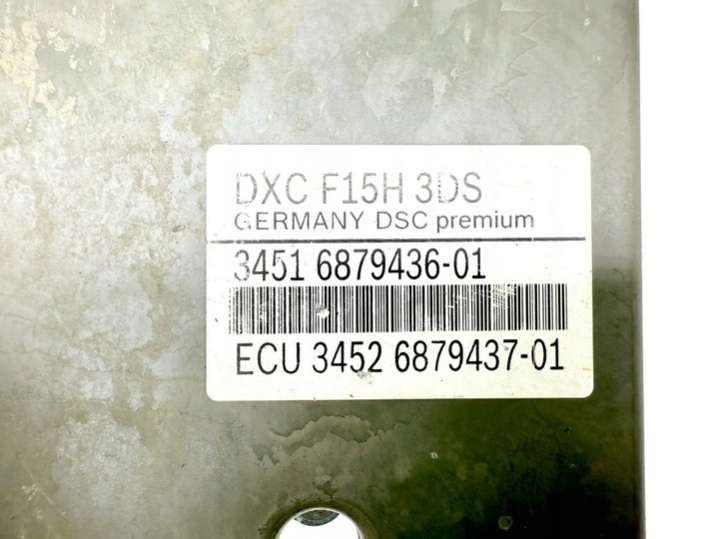 DXC F15H 3DS
GERMANY DSC premium
3451 6879436-01
ECU 3452 6879437-01